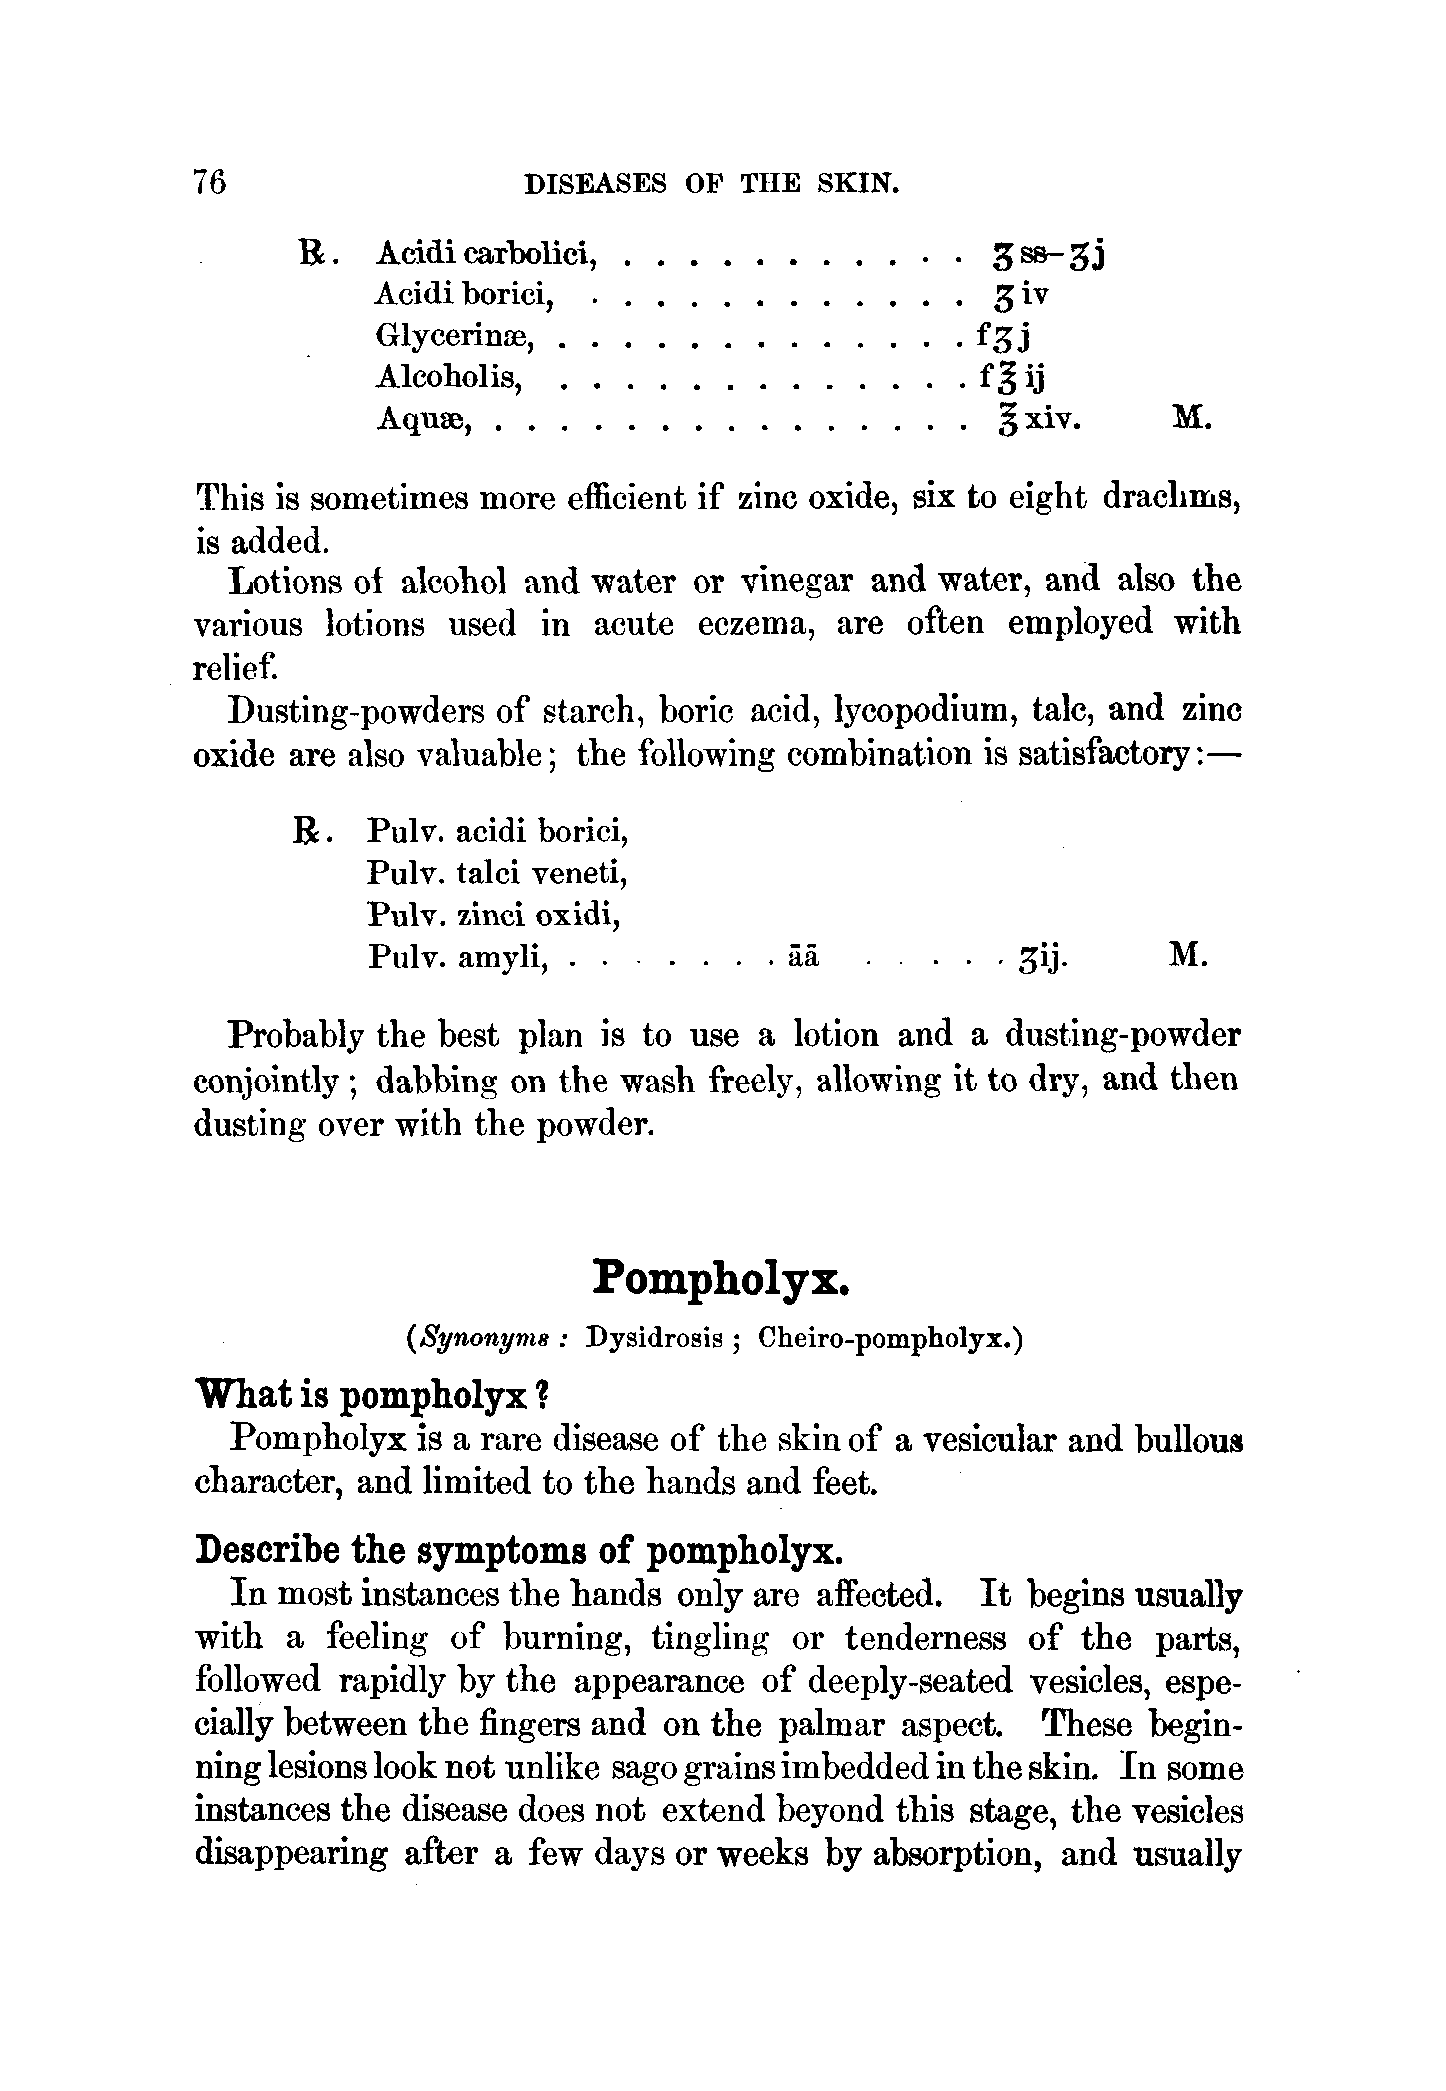 76 DISEASES OF THE SKIN.
℞. Acidi carbolici, . . . . . . . . . . . ʒss–ʒj
Acidi borici, . . . . . . . . . . . . ʒiv
Glycerinæ, . . . . . . . . . . . . . fʒj
Alcoholis, . . . . . . . . . . . . . f℥ij
Aquæ, . . . . . . . . . . . . . . . ℥xiv. M.
This is sometimes more efficient if zinc oxide, six to eight drachms,
is added.
Lotions of alcohol and water or vinegar and water, and also the
various lotions used in acute eczema, are often employed with
relief.
Dusting-powders of starch, boric acid, lycopodium, talc, and zinc
oxide are also valuable; the following combination is satisfactory:—
℞. Pulv. acidi borici,
Pulv. talci veneti,
Pulv. zinci oxidi,
Pulv. amyli, . . . . . . . āā . . . . . ʒij. M.
Probably the best plan is to use a lotion and a dusting-powder
conjointly; dabbing on the wash freely, allowing it to dry, and then
dusting over with the powder.
Pompholyx.
(Synonyms: Dysidrosis; Cheiro-pompholyx.)
What is pompholyx?
Pompholyx is a rare disease of the skin of a vesicular and bullous
character, and limited to the hands and feet.
Describe the symptoms of pompholyx.
In most instances the hands only are affected. It begins usually
with a feeling of burning, tingling or tenderness of the parts,
followed rapidly by the appearance of deeply-seated vesicles, espe-
cially between the fingers and on the palmar aspect. These begin-
ning lesions look not unlike sago grains imbedded in the skin. In some
instances the disease does not extend beyond this stage, the vesicles
disappearing after a few days or weeks by absorption, and usually